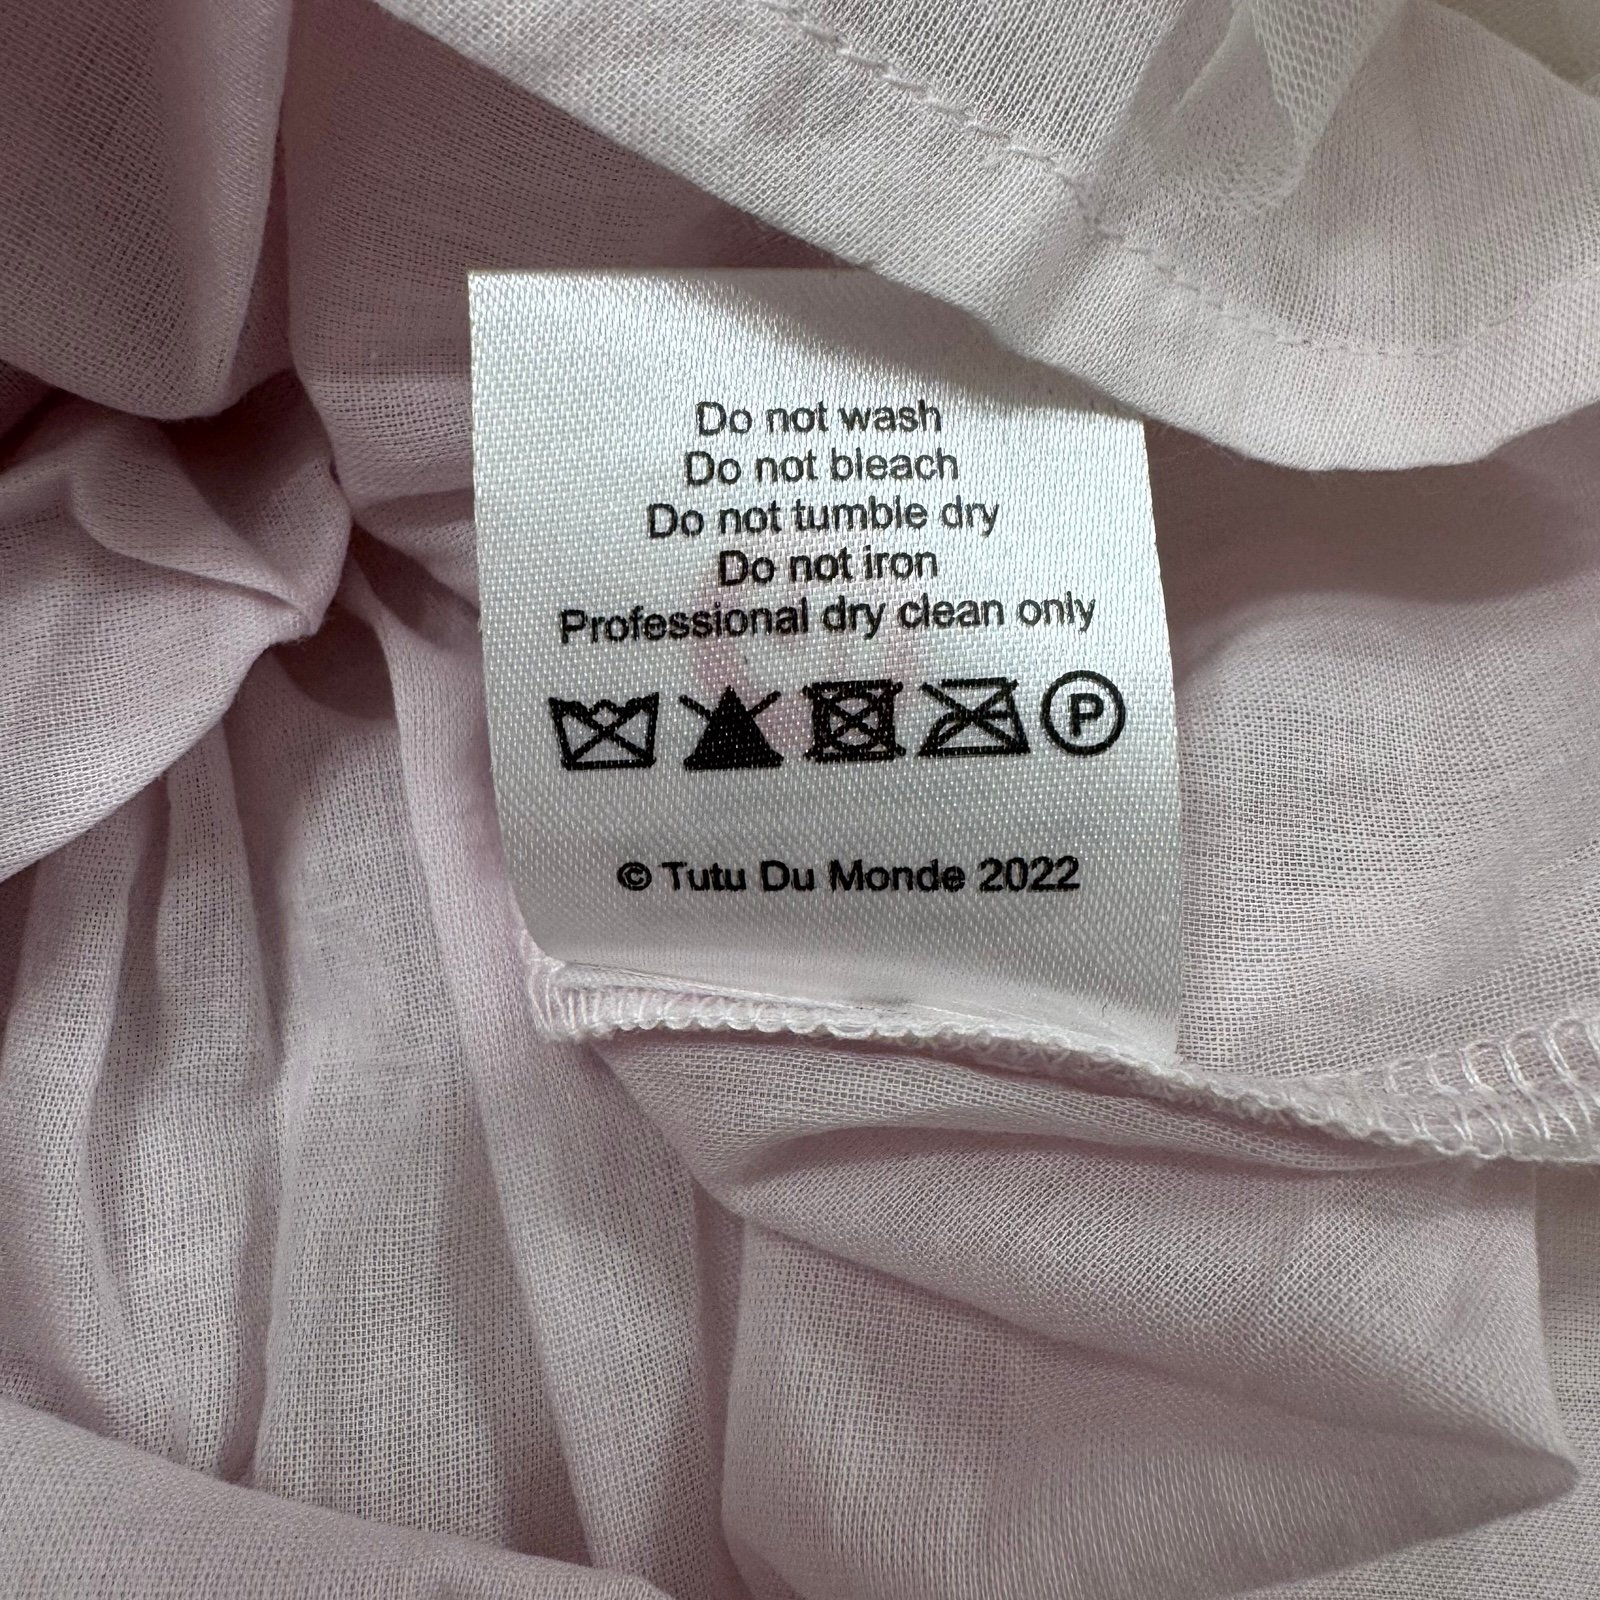 Do not wash
Do not bleach
Do not tumble dry
Do not iron
Professional dry clean only
P
© Tutu Du Monde 2022